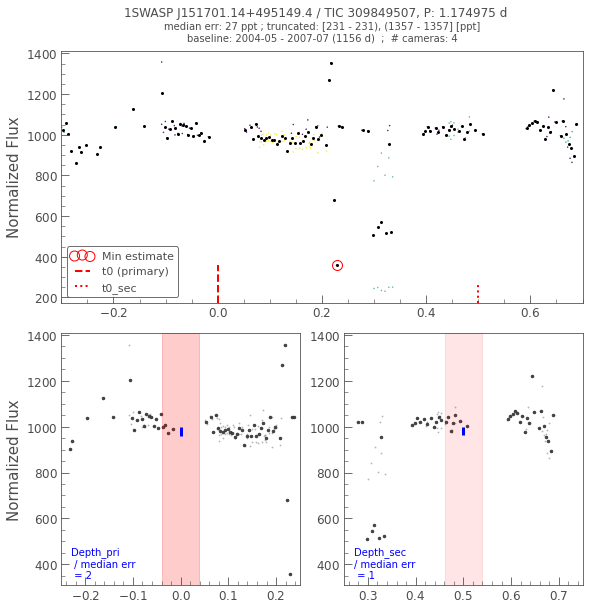 1SWASP J151701.14+495149.4 / TIC 309849507, P: 1.174975 d
median err: 27 ppt ; truncated: [231 - 231), (1357 - 1357] [ppt]
baseline: 2004-05 - 2007-07 (1156 d)  ;  # cameras: 4
Normalized Flux
1400
1200
1000
800
600
400
200
Min estimate
t0 (primary)
t0_sec
−0.2 0.0 0.2 0.4 0.6
Normalized Flux
1400
1200
1000
800
600
400
Depth_pri
/ median err
= 2
−0.2 −0.1 0.0 0.1 0.2
1400
1200
1000
800
600
400
Depth_sec
/ median err
= 1
0.3 0.4 0.5 0.6 0.7